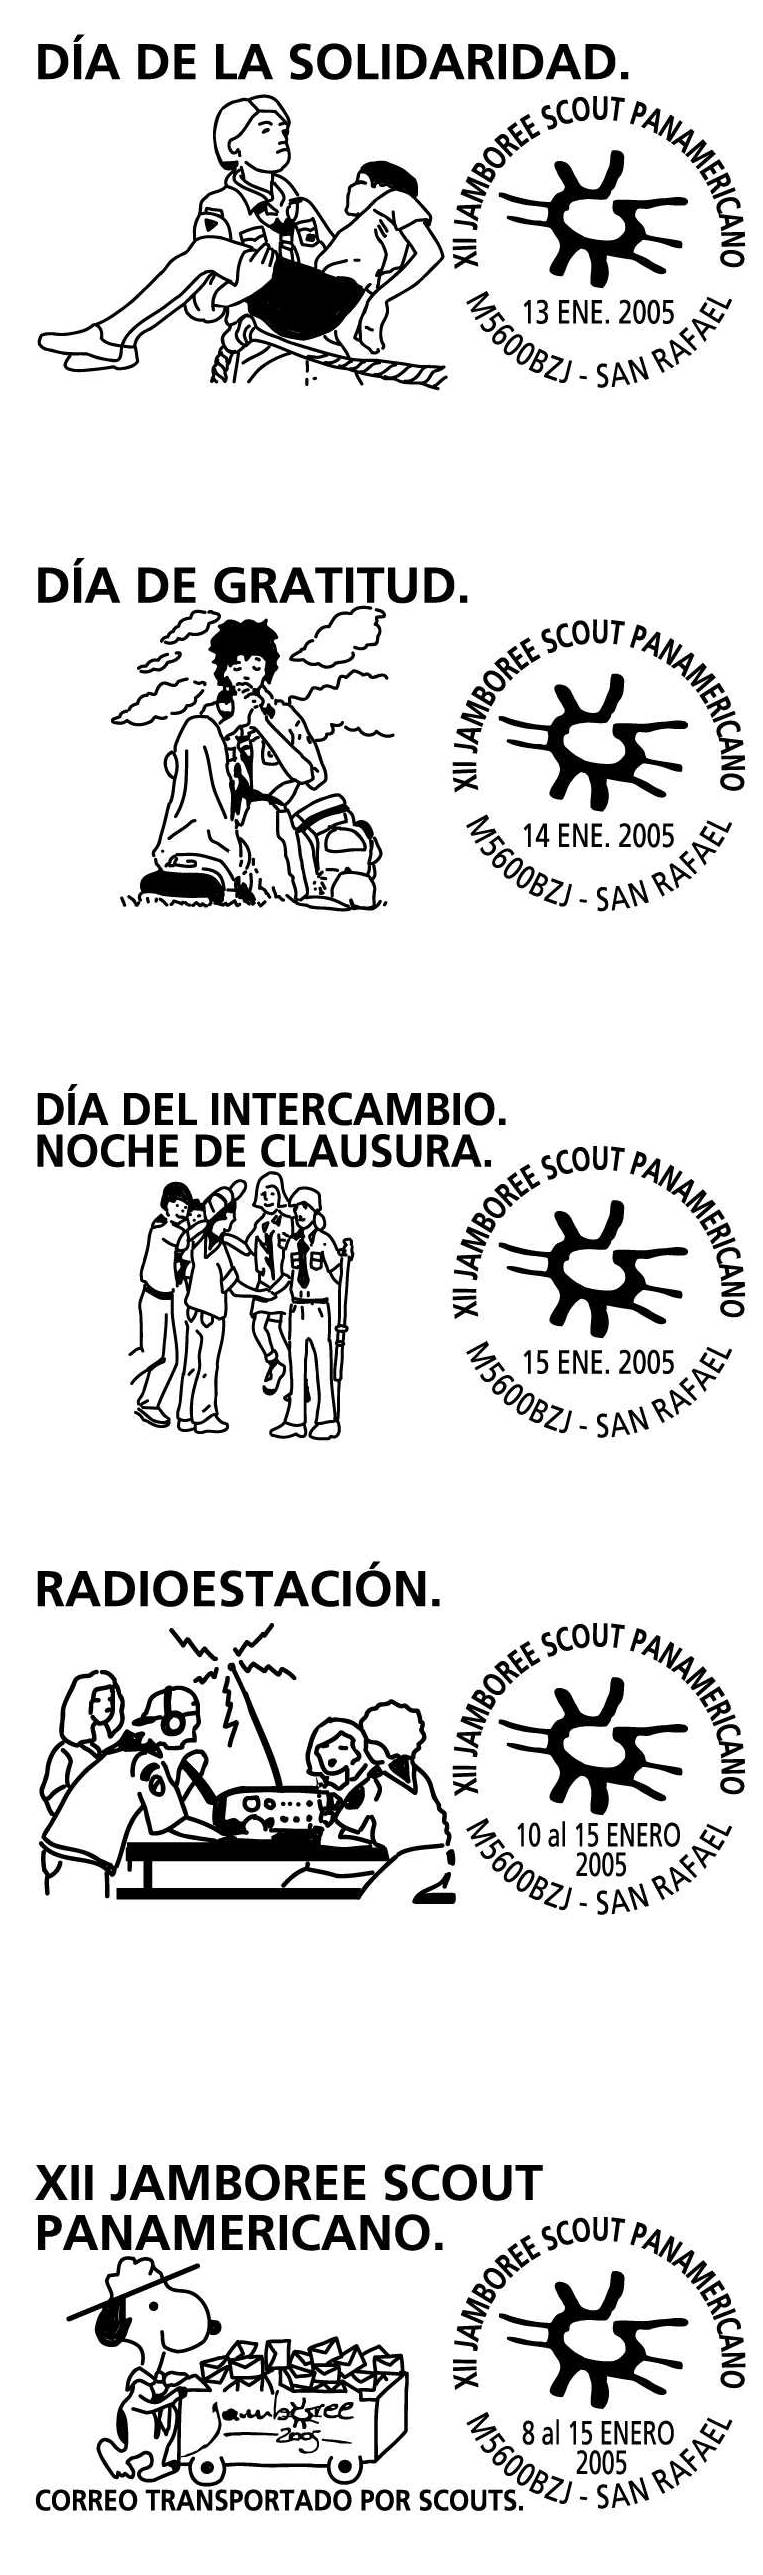 DÍA DE LA SOLIDARIDAD.
XII JAMBOREE SCOUT PANAMERICANO
13 ENE. 2005
M5600BZJ - SAN RAFAEL
DÍA DE GRATITUD.
XII JAMBOREE SCOUT PANAMERICANO
14 ENE. 2005
M5600BZJ - SAN RAFAEL
DÍA DEL INTERCAMBIO.
NOCHE DE CLAUSURA.
XII JAMBOREE SCOUT PANAMERICANO
15 ENE. 2005
M5600BZJ - SAN RAFAEL
RADIOESTACIÓN.
XII JAMBOREE SCOUT PANAMERICANO
10 al 15 ENERO
2005
M5600BZJ - SAN RAFAEL
XII JAMBOREE SCOUT
PANAMERICANO.
XII JAMBOREE SCOUT PANAMERICANO
8 al 15 ENERO
2005
M5600BZJ - SAN RAFAEL
Jamboree
2005
CORREO TRANSPORTADO POR SCOUTS.